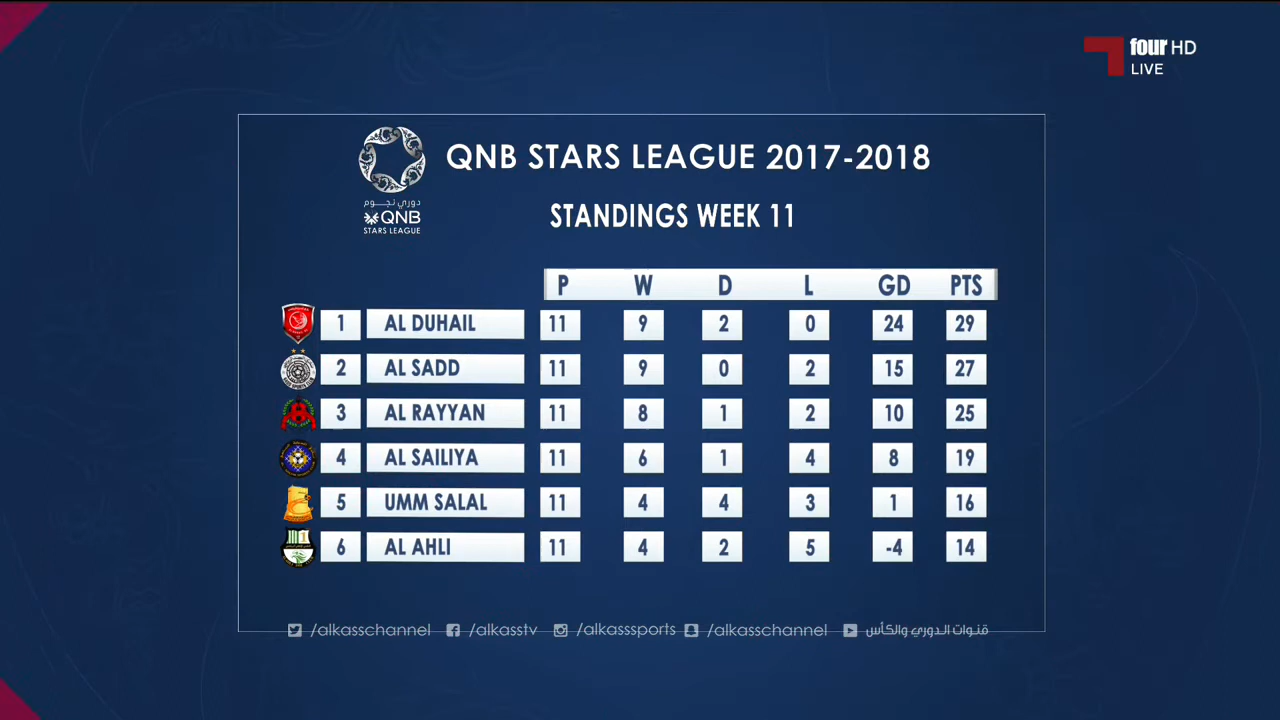 four HD
LIVE
QNB STARS LEAGUE 2017-2018
دوري نجوم
QNB
STARS LEAGUE
STANDINGS WEEK 11
P W D L GD PTS
1 AL DUHAIL 11 9 2 0 24 29
2 AL SADD 11 9 0 2 15 27
3 AL RAYYAN 11 8 1 2 10 25
4 AL SAILIYA 11 6 1 4 8 19
5 UMM SALAL 11 4 4 3 1 16
6 AL AHLI 11 4 2 5 -4 14
/alkasschannel /alkasstv /alkasssports /alkasschannel قنوات الدوري والكأس